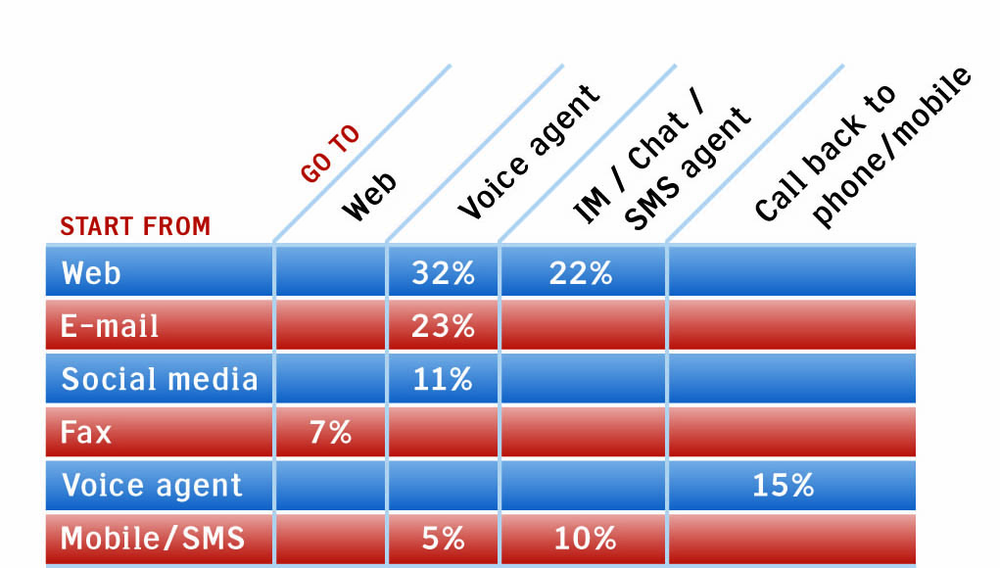 GO TO
Web
Voice agent
IM / Chat /
SMS agent
Call back to
phone/mobile
START FROM
Web 32% 22%
E-mail 23%
Social media 11%
Fax 7%
Voice agent 15%
Mobile/SMS 5% 10%